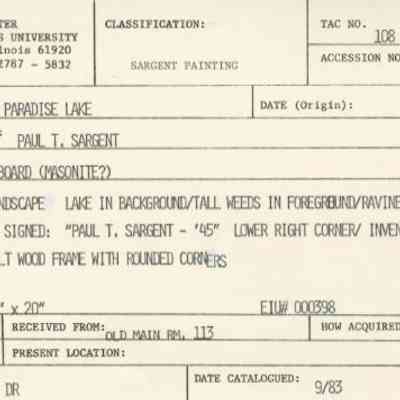 TER
CLASSIFICATION:
TAC NO.
108
S UNIVERSITY
inois 61920
2787 - 5832
SARGENT PAINTING
ACCESSION NO
PARADISE LAKE
DATE (Origin):
PAUL T. SARGENT
BOARD (MASONITE?)
NDSCAPE LAKE IN BACKGROUND/TALL WEEDS IN FOREGROUND/RAVINE
SIGNED: "PAUL T. SARGENT - '45" LOWER RIGHT CORNER/ INVEN
LT WOOD FRAME WITH ROUNDED CORNERS
" x 20"
EIU# 000398
RECEIVED FROM: OLD MAIN RM. 113
HOW ACQUIRED
PRESENT LOCATION:
DR
DATE CATALOGUED: 9/83